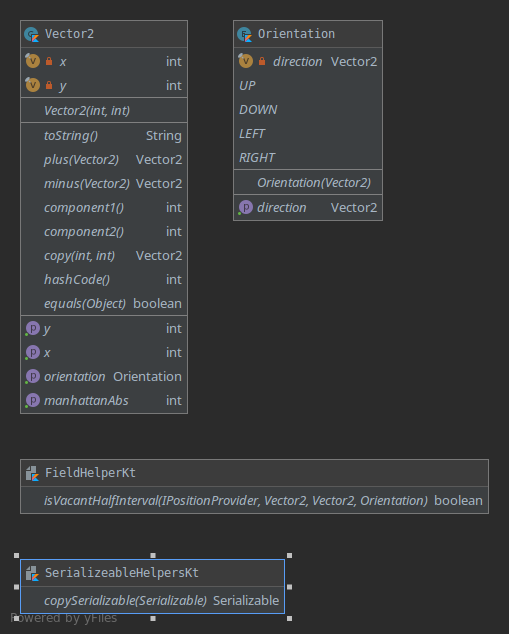 Vector2
x int
y int
Vector2(int, int)
toString() String
plus(Vector2) Vector2
minus(Vector2) Vector2
component1() int
component2() int
copy(int, int) Vector2
hashCode() int
equals(Object) boolean
y int
x int
orientation Orientation
manhattanAbs int
Orientation
direction Vector2
UP
DOWN
LEFT
RIGHT
Orientation(Vector2)
direction Vector2
FieldHelperKt
isVacantHalfInterval(IPositionProvider, Vector2, Vector2, Orientation) boolean
SerializeableHelpersKt
copySerializable(Serializable) Serializable
Powered by yFiles